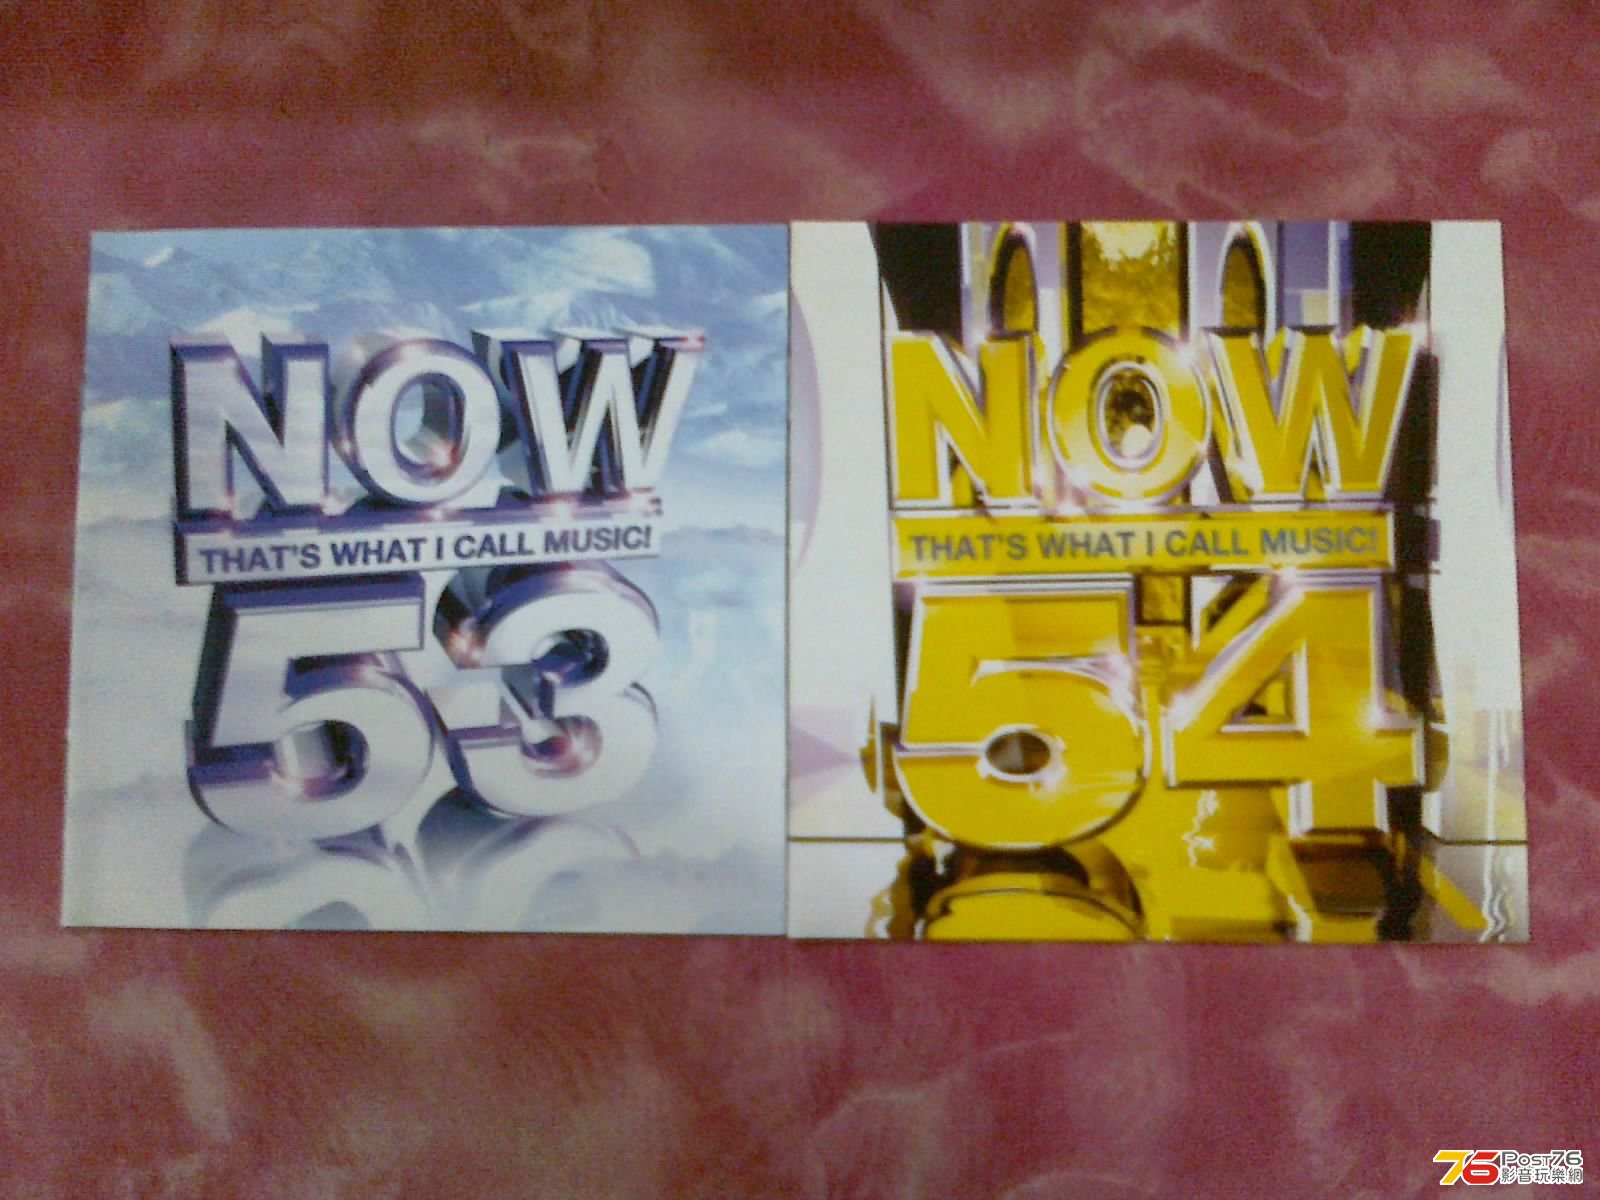 NOW
THAT'S WHAT I CALL MUSIC!
53
NOW
THAT'S WHAT I CALL MUSIC!
54
76 Post76
影音玩樂網